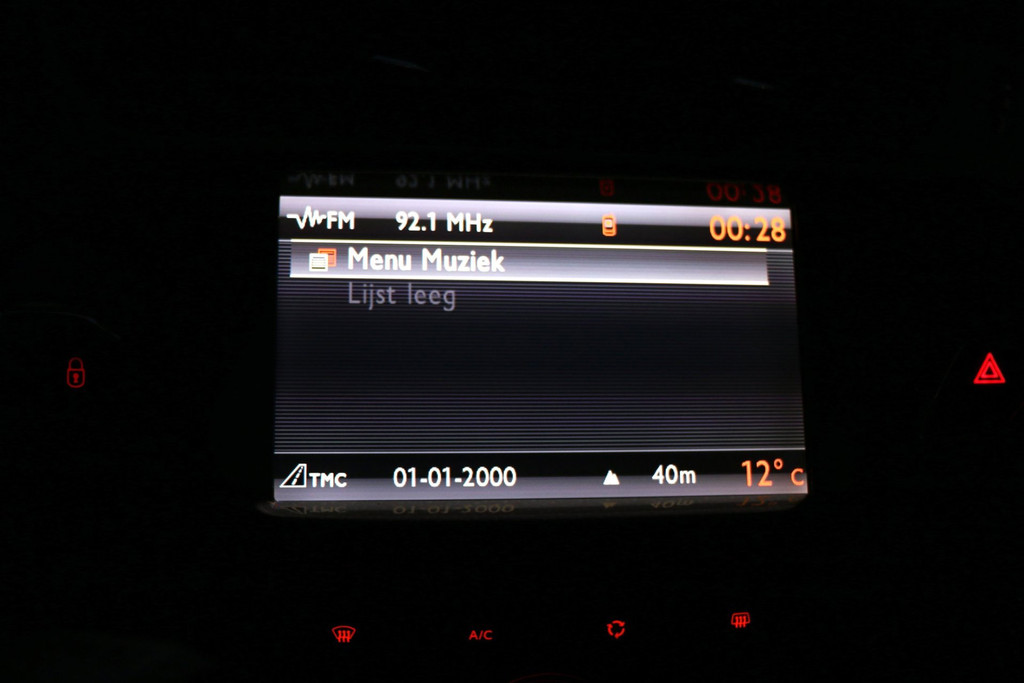 FM 92.1 MHz 00:28
Menu Muziek
Lijst leeg
TMC 01-01-2000 40m 12° C
A/C